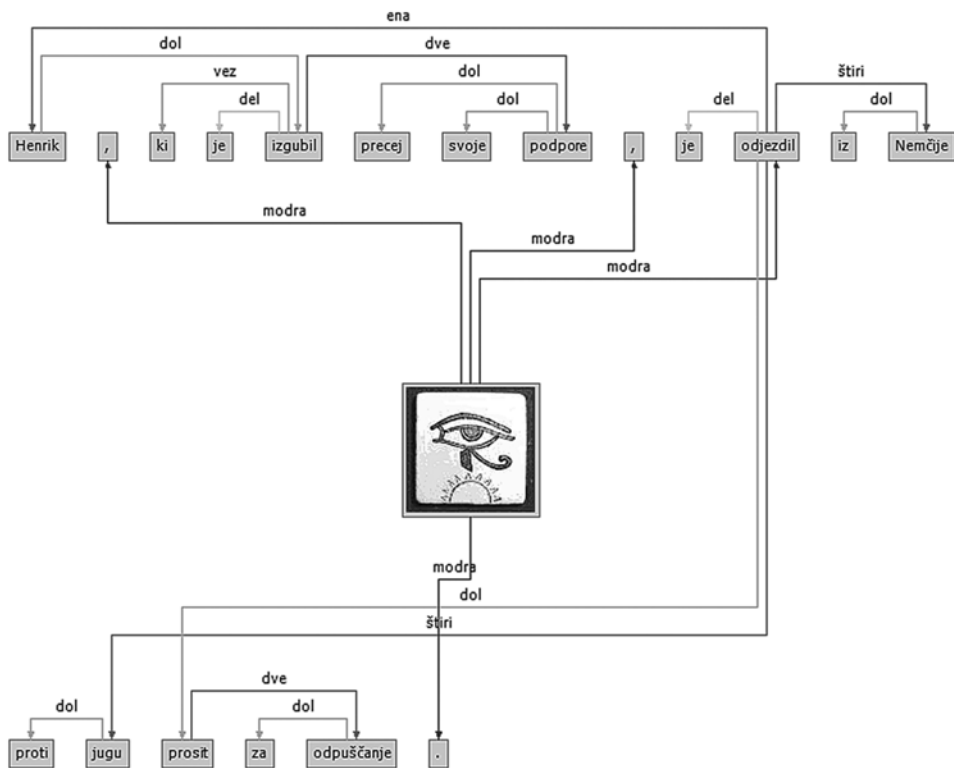 ena
dol dve
vez dol štiri
del dol del dol
Henrik , ki je izgubil precej svoje podpore , je odjezdil iz Nemčije
modra
modra
modra
modra
dol
štiri
dve
dol dol
proti jugu prosit za odpuščanje .